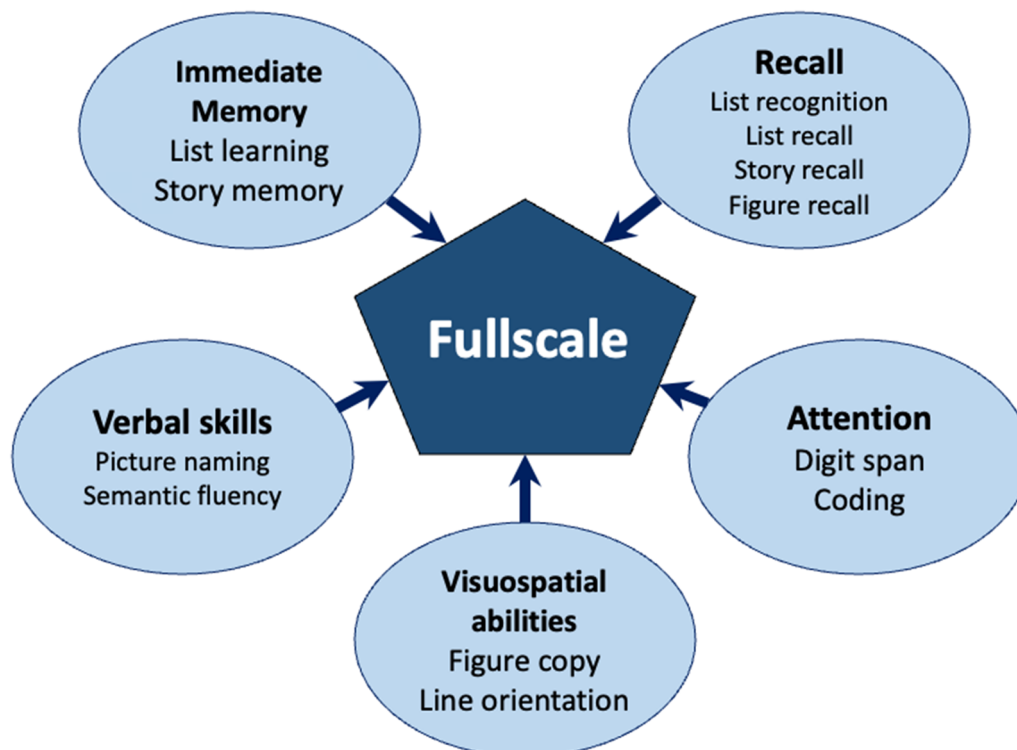 Immediate
Memory
List learning
Story memory
Recall
List recognition
List recall
Story recall
Figure recall
Fullscale
Verbal skills
Picture naming
Semantic fluency
Attention
Digit span
Coding
Visuospatial
abilities
Figure copy
Line orientation